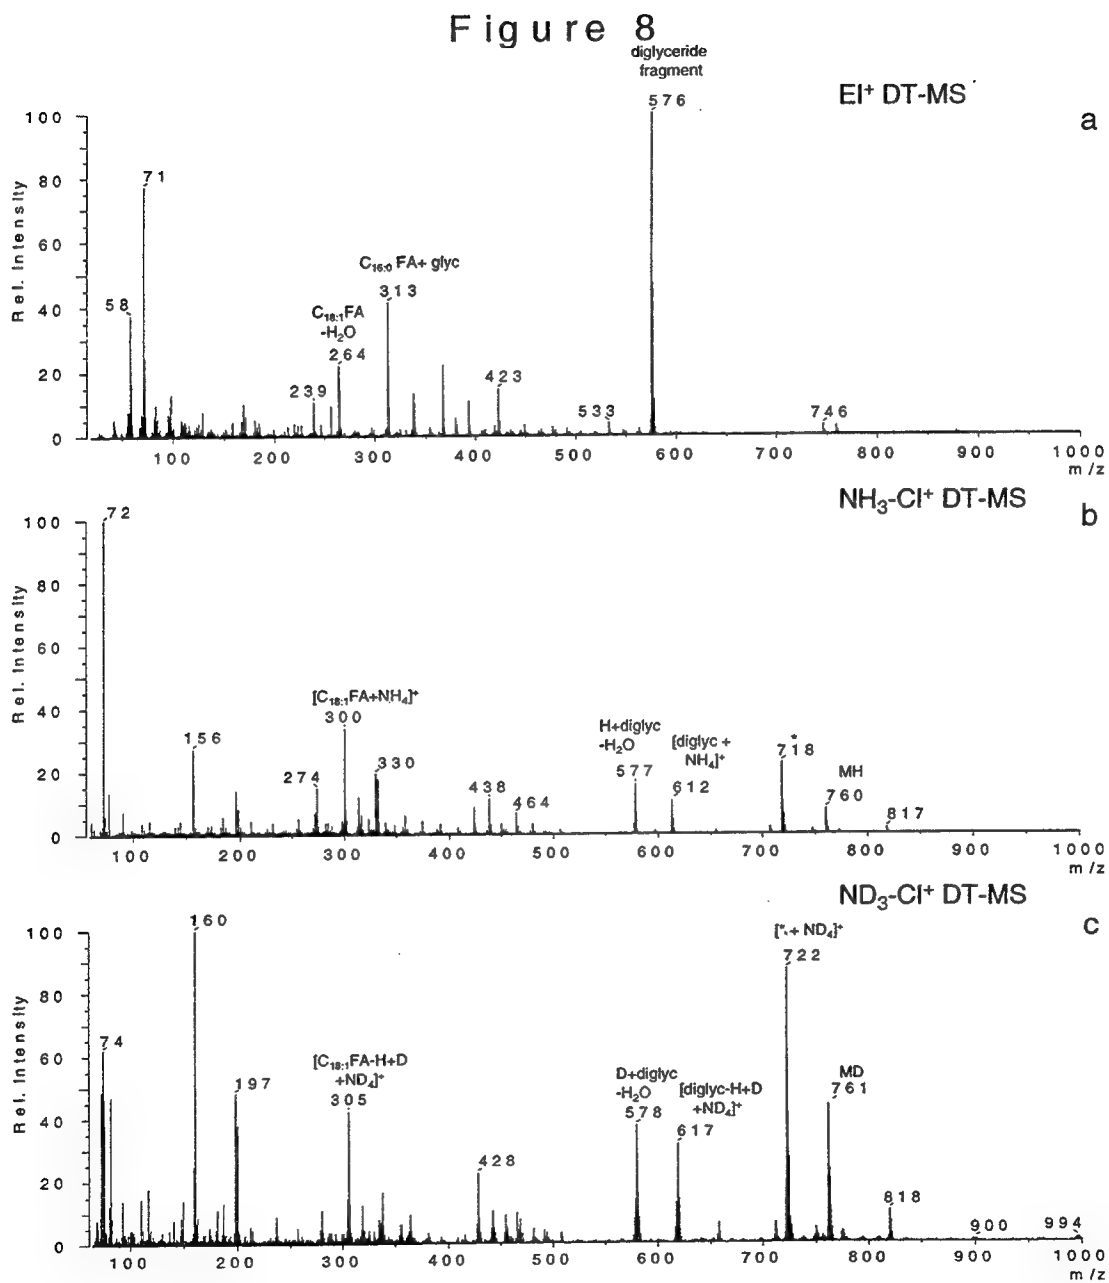 Figure 8
diglyceride
fragment
EI⁺ DT-MS
a
576
100
80
60
40
20
0
Rel. Intensity
71
58
C₁₆:₀ FA+ glyc
313
C₁₈:₁FA
-H₂O
264
239
423
533
746
100 200 300 400 500 600 700 800 900 1000
m/z
NH₃-CI⁺ DT-MS
b
72
100
80
60
40
20
0
Rel. Intensity
[C₁₈:₁FA+NH₄]⁺
300
156
274
330
438
464
H+diglyc
-H₂O
577
[diglyc +
NH₄]⁺
612
*
718
MH
760
817
100 200 300 400 500 600 700 800 900 1000
m/z
ND₃-CI⁺ DT-MS
c
160
100
80
60
40
20
0
Rel. Intensity
74
197
[C₁₈:₁FA-H+D
+ND₄]⁺
305
428
D+diglyc
-H₂O
578
[diglyc-H+D
+ND₄]⁺
617
[*+ ND₄]⁺
722
MD
761
818
900
994
100 200 300 400 500 600 700 800 900 1000
m/z